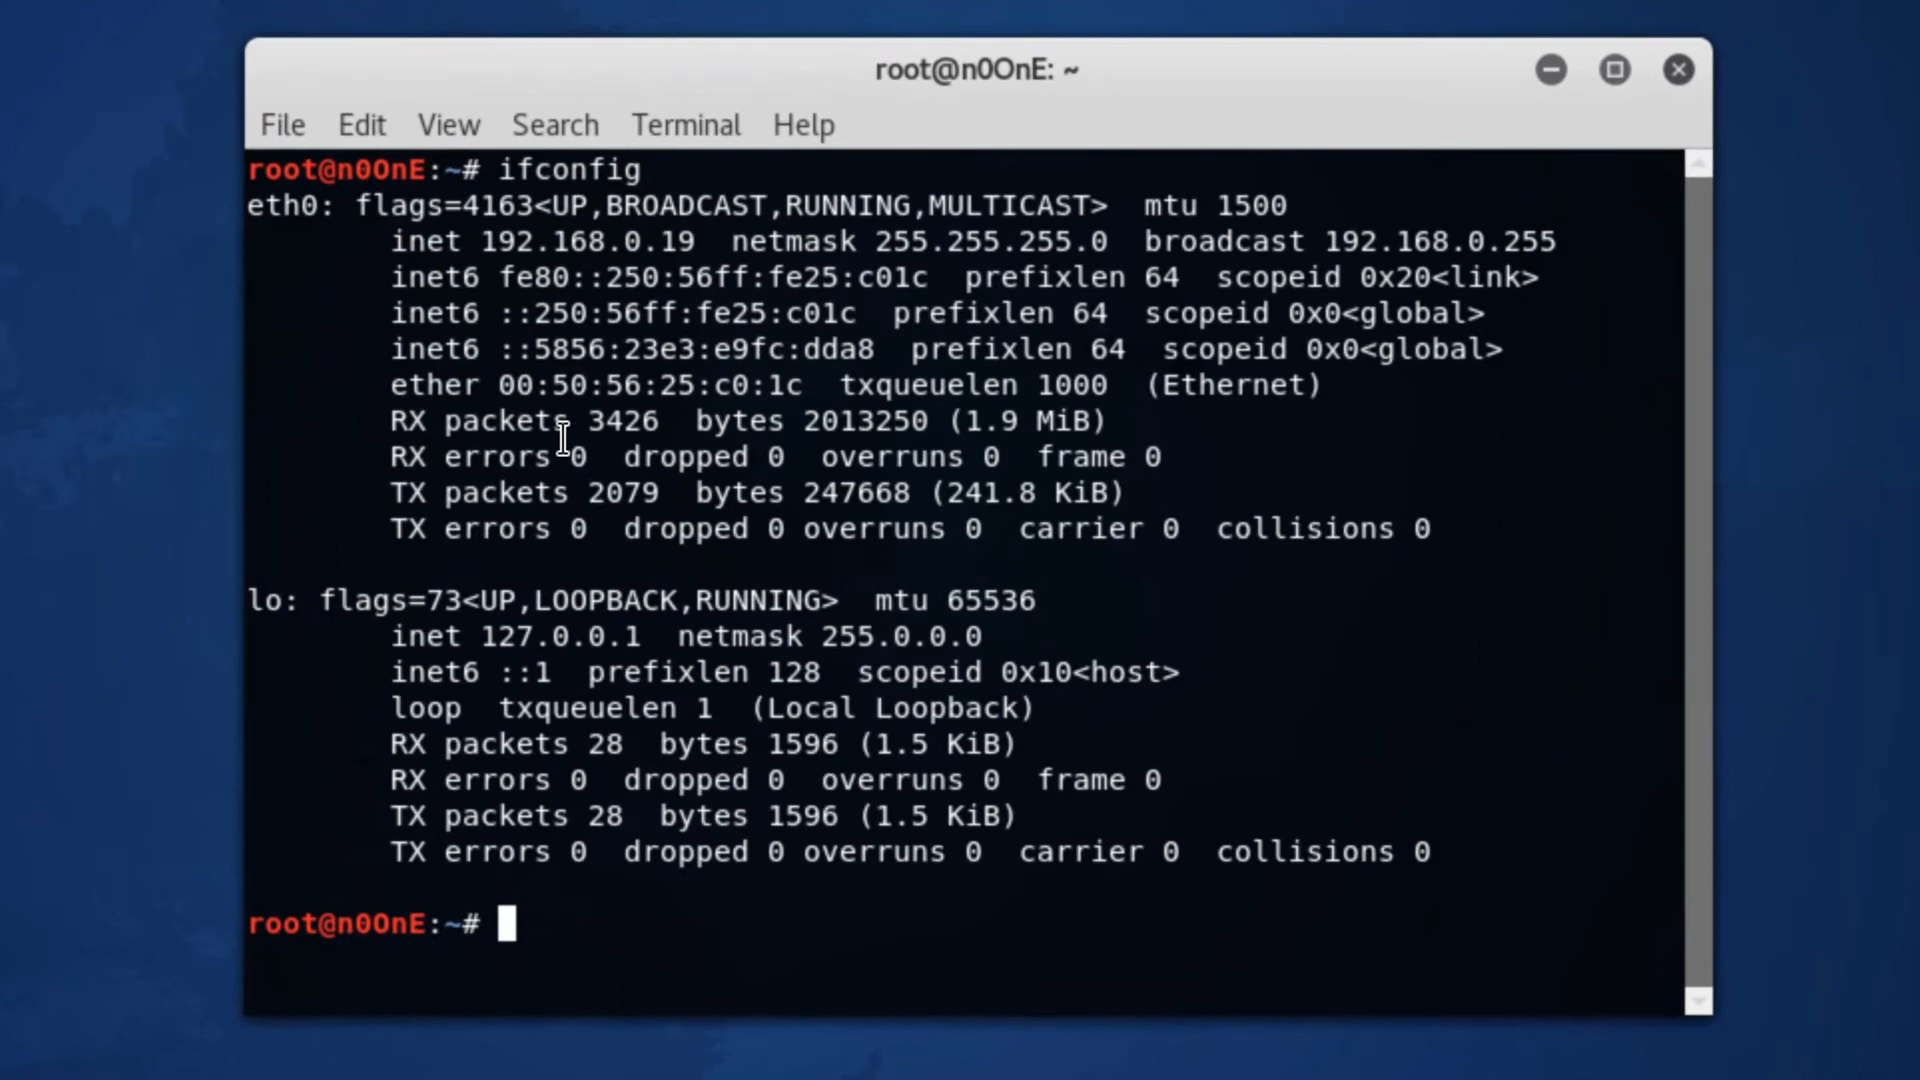 root@n0OnE: ~
File Edit View Search Terminal Help
root@n0OnE:~# ifconfig
eth0: flags=4163<UP,BROADCAST,RUNNING,MULTICAST>  mtu 1500
        inet 192.168.0.19  netmask 255.255.255.0  broadcast 192.168.0.255
        inet6 fe80::250:56ff:fe25:c01c  prefixlen 64  scopeid 0x20<link>
        inet6 ::250:56ff:fe25:c01c  prefixlen 64  scopeid 0x0<global>
        inet6 ::5856:23e3:e9fc:dda8  prefixlen 64  scopeid 0x0<global>
        ether 00:50:56:25:c0:1c  txqueuelen 1000  (Ethernet)
        RX packets 3426  bytes 2013250 (1.9 MiB)
        RX errors 0  dropped 0  overruns 0  frame 0
        TX packets 2079  bytes 247668 (241.8 KiB)
        TX errors 0  dropped 0 overruns 0  carrier 0  collisions 0
lo: flags=73<UP,LOOPBACK,RUNNING>  mtu 65536
        inet 127.0.0.1  netmask 255.0.0.0
        inet6 ::1  prefixlen 128  scopeid 0x10<host>
        loop  txqueuelen 1  (Local Loopback)
        RX packets 28  bytes 1596 (1.5 KiB)
        RX errors 0  dropped 0  overruns 0  frame 0
        TX packets 28  bytes 1596 (1.5 KiB)
        TX errors 0  dropped 0 overruns 0  carrier 0  collisions 0
root@n0OnE:~#